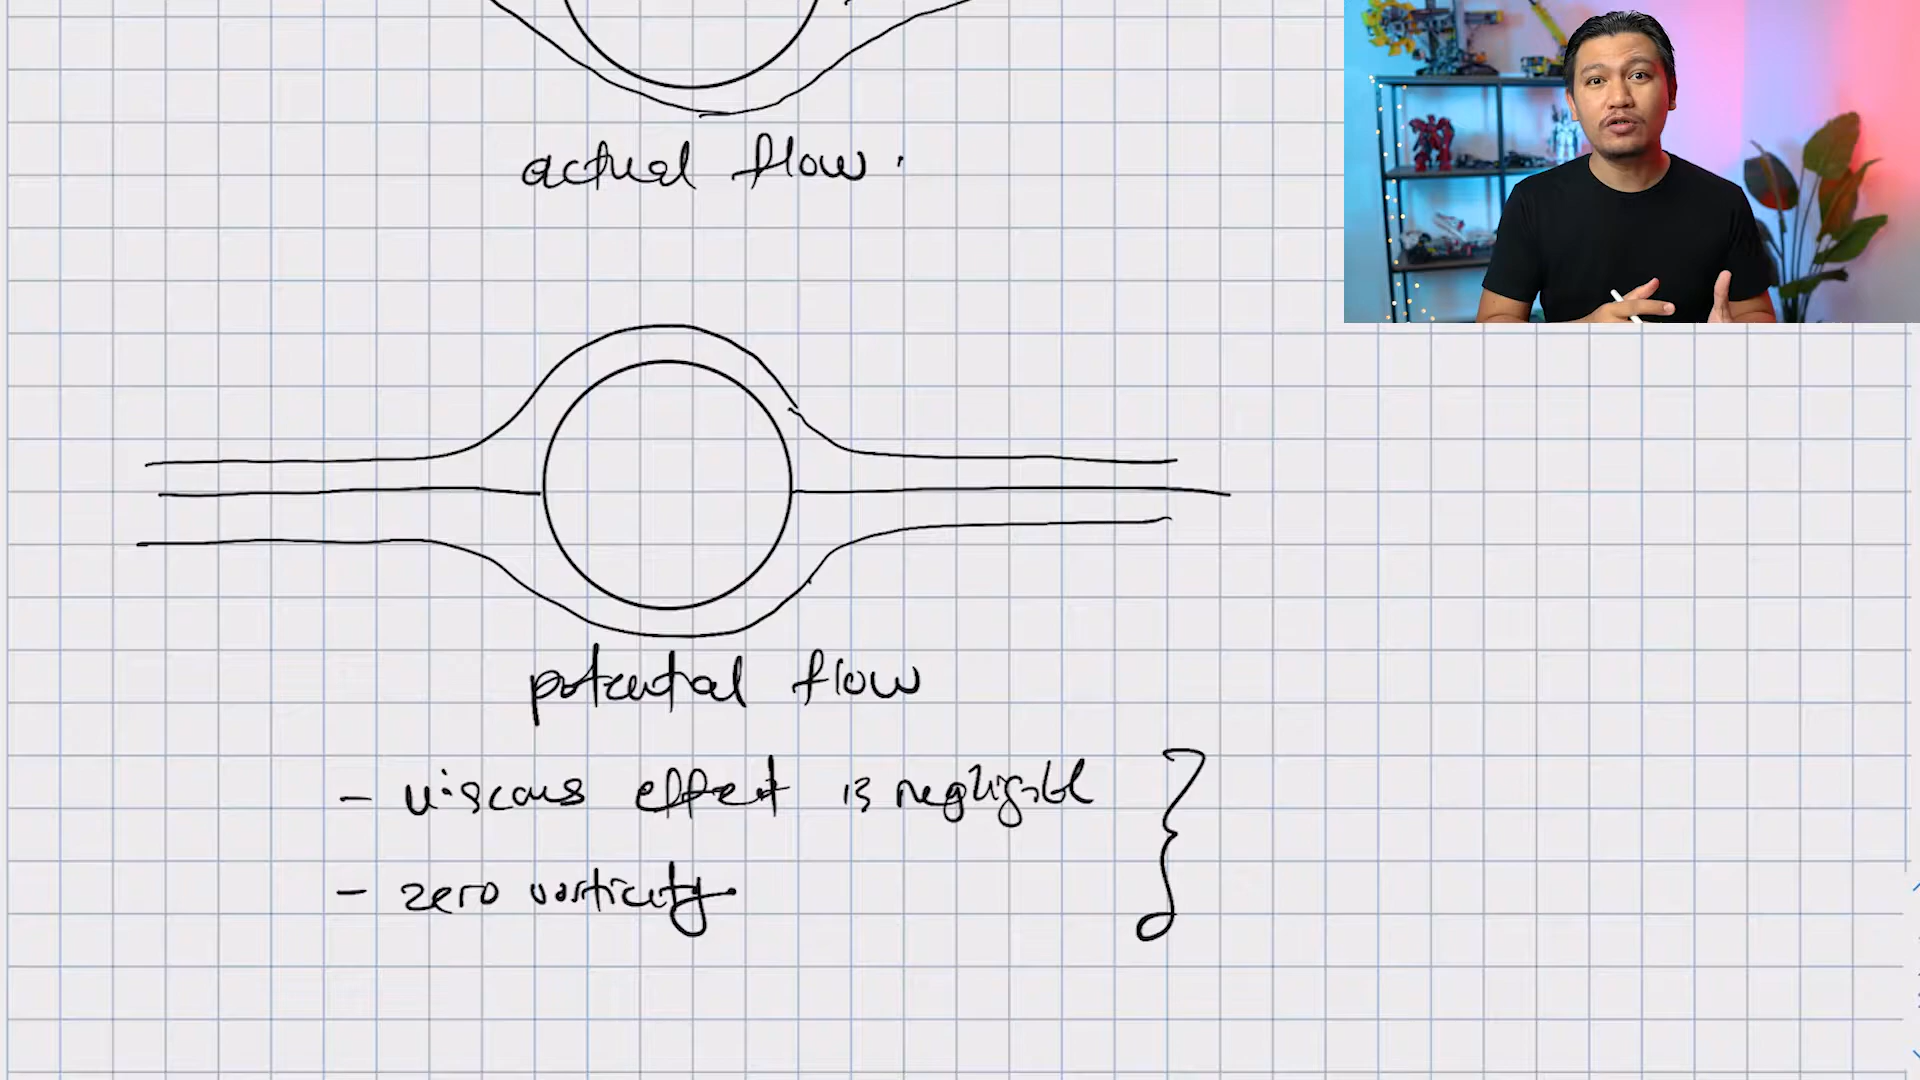 actual flow.
potential flow
- viscous effect is negligible
- zero vorticity